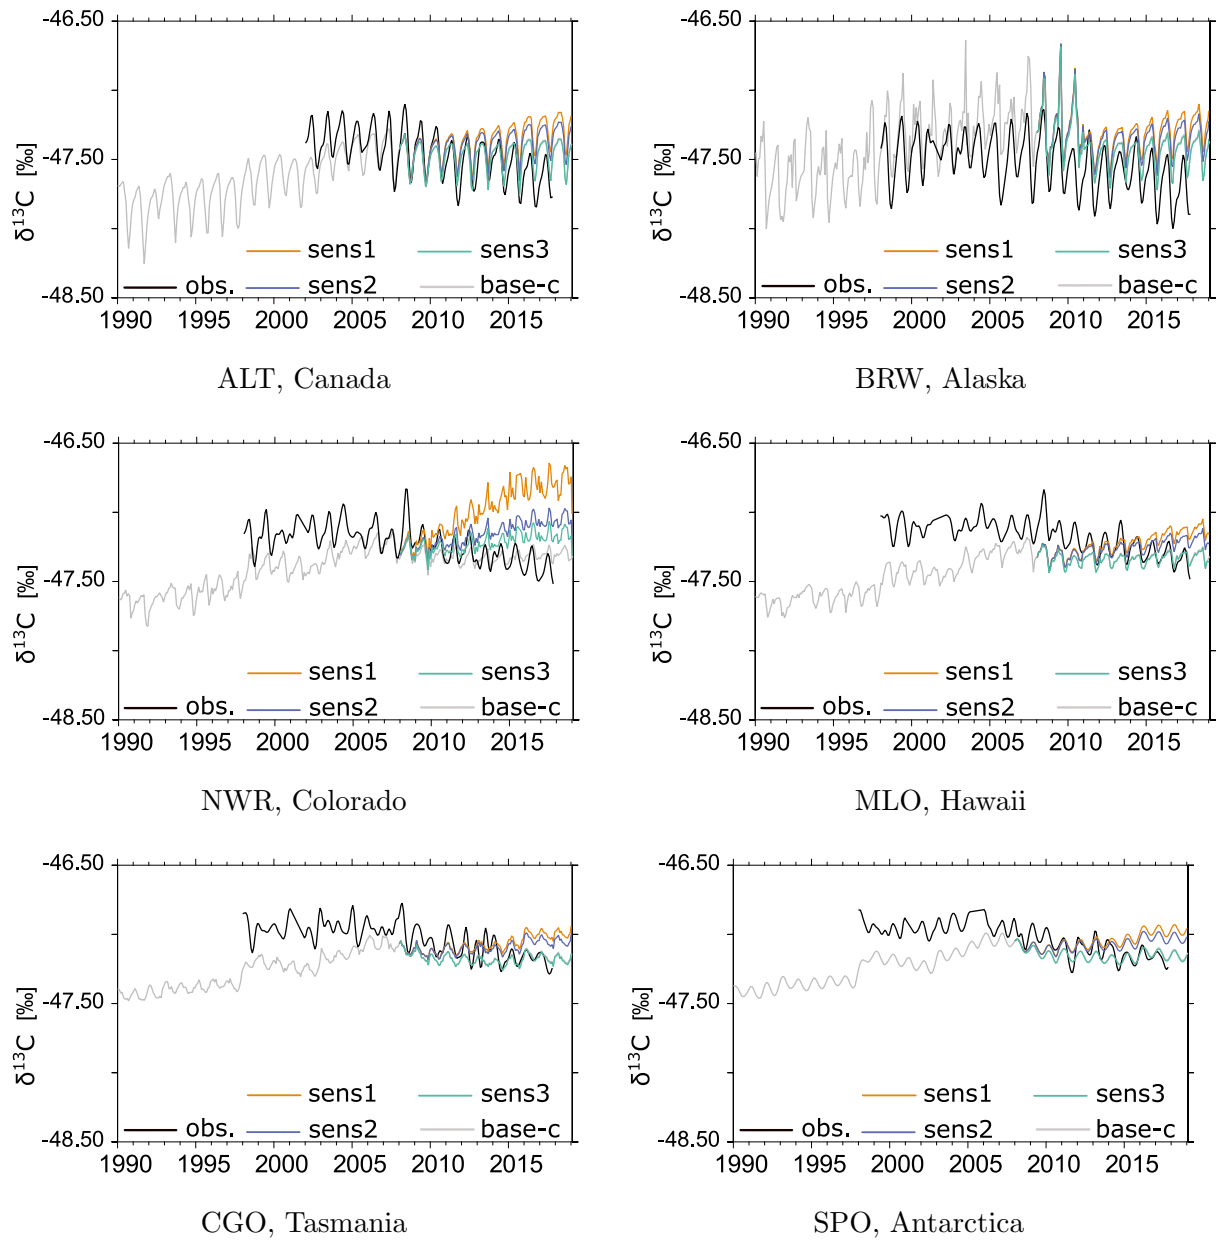 -46.50
-47.50
-48.50
δ¹³C [‰]
sens1
sens3
obs.
sens2
base-c
1990 1995 2000 2005 2010 2015
ALT, Canada
-46.50
-47.50
-48.50
δ¹³C [‰]
sens1
sens3
obs.
sens2
base-c
1990 1995 2000 2005 2010 2015
BRW, Alaska
-46.50
-47.50
-48.50
δ¹³C [‰]
sens1
sens3
obs.
sens2
base-c
1990 1995 2000 2005 2010 2015
NWR, Colorado
-46.50
-47.50
-48.50
δ¹³C [‰]
sens1
sens3
obs.
sens2
base-c
1990 1995 2000 2005 2010 2015
MLO, Hawaii
-46.50
-47.50
-48.50
δ¹³C [‰]
sens1
sens3
obs.
sens2
base-c
1990 1995 2000 2005 2010 2015
CGO, Tasmania
-46.50
-47.50
-48.50
δ¹³C [‰]
sens1
sens3
obs.
sens2
base-c
1990 1995 2000 2005 2010 2015
SPO, Antarctica